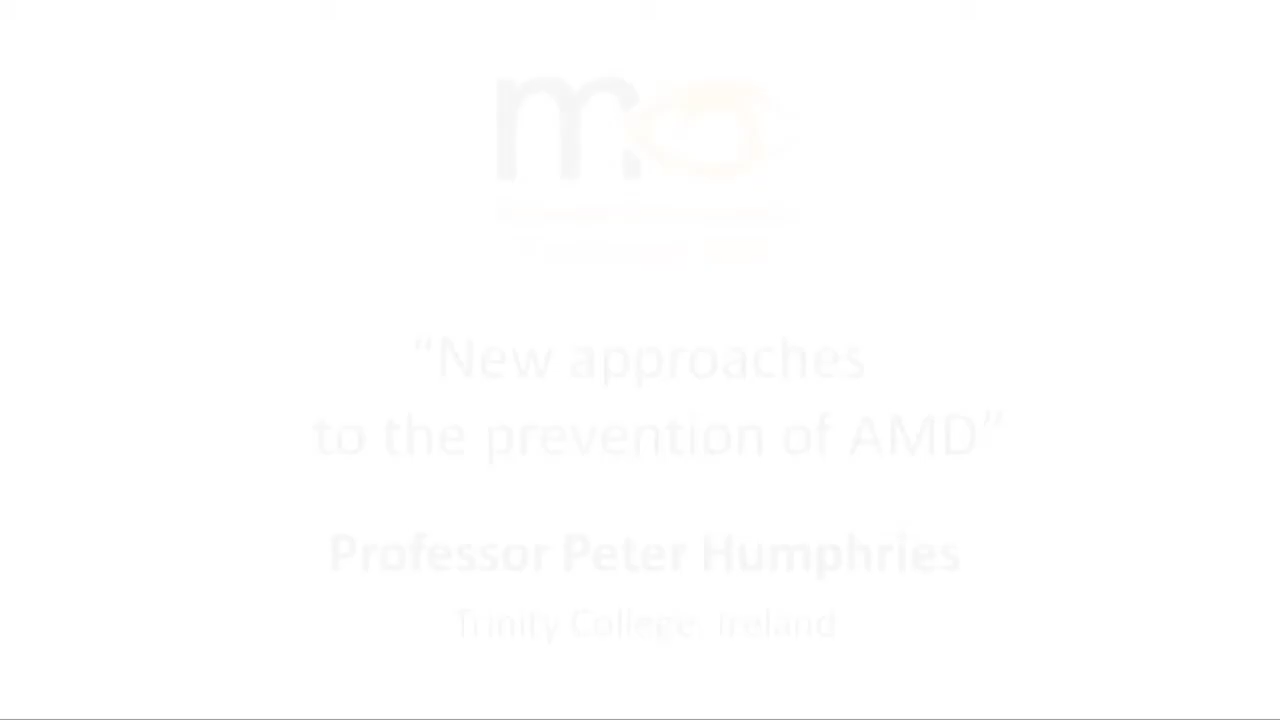 “New approaches
to the prevention of AMD”
Professor Peter Humphries
Trinity College, Ireland